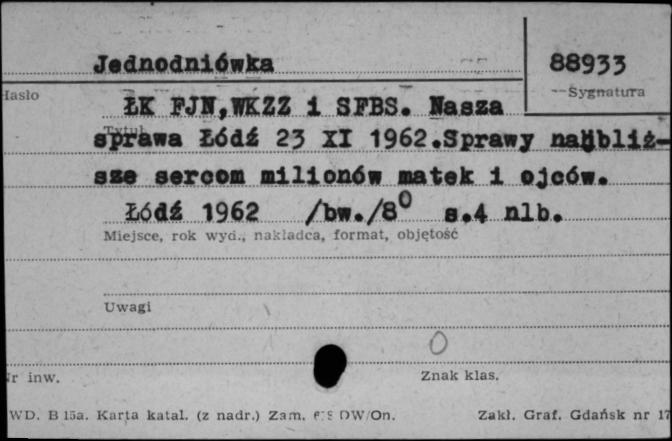 Jednodniówka 88933
Hasło Sygnatura
ŁK FJN,WKZZ i SFBS. Nasza
Tytuł
sprawa Łódź 23 XI 1962.Sprawy najbliż-
sze sercom milionów matek i ojców.
Łódź 1962 /bw./8⁰ s.4 nlb.
Miejsce, rok wyd., nakładca, format, objętość
Uwagi
0
Nr inw. Znak klas.
WD. B 15a. Karta katal. (z nadr.) Zam. DW/On. Zakł. Graf. Gdańsk nr 17